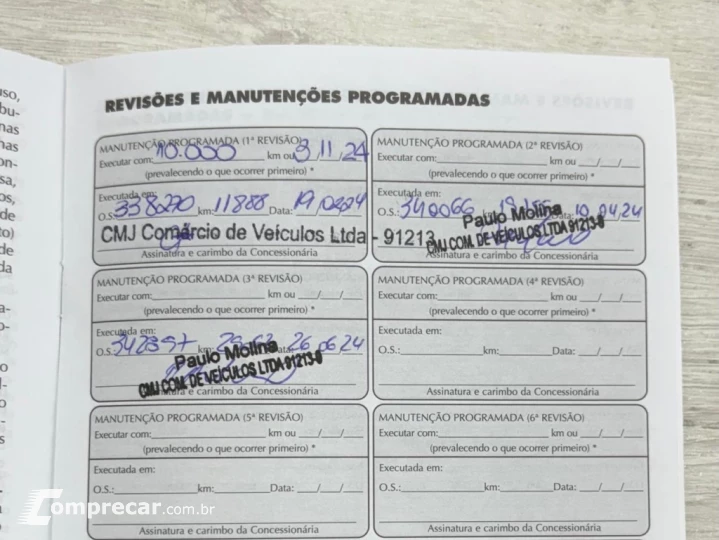 REVISÕES E MANUTENÇÕES PROGRAMADAS
MANUTENÇÃO PROGRAMADA (1ª REVISÃO)
Executar com: 10.000 km ou 3/11/24
(prevalecendo o que ocorrer primeiro) *
Executada em:
O.S.: 338270 km: 11888 Data: 19/02/24
CMJ Comércio de Veículos Ltda - 91213
Assinatura e carimbo da Concessionária
MANUTENÇÃO PROGRAMADA (2ª REVISÃO)
Executar com: km ou / /
(prevalecendo o que ocorrer primeiro) *
Executada em:
O.S.: 340066 10/04/24
Paulo Molina
CMJ COM. DE VEÍCULOS LTDA 91213-8
Assinatura e carimbo da Concessionária
MANUTENÇÃO PROGRAMADA (3ª REVISÃO)
Executar com: km ou / /
(prevalecendo o que ocorrer primeiro) *
Executada em:
O.S.: 342397 km: Data: 26/06/24
Paulo Molina
CMJ COM. DE VEÍCULOS LTDA 91213-8
Assinatura e carimbo da Concessionária
MANUTENÇÃO PROGRAMADA (4ª REVISÃO)
Executar com: km ou / /
(prevalecendo o que ocorrer primeiro) *
Executada em:
O.S.: km: Data: / /
Assinatura e carimbo da Concessionária
MANUTENÇÃO PROGRAMADA (5ª REVISÃO)
Executar com: km ou / /
(prevalecendo o que ocorrer primeiro) *
Executada em:
O.S.: km: Data: / /
Assinatura e carimbo da Concessionária
MANUTENÇÃO PROGRAMADA (6ª REVISÃO)
Executar com: km ou / /
(prevalecendo o que ocorrer primeiro) *
Executada em:
O.S.: km: Data: / /
Assinatura e carimbo da Concessionária
Comprecar.com.br